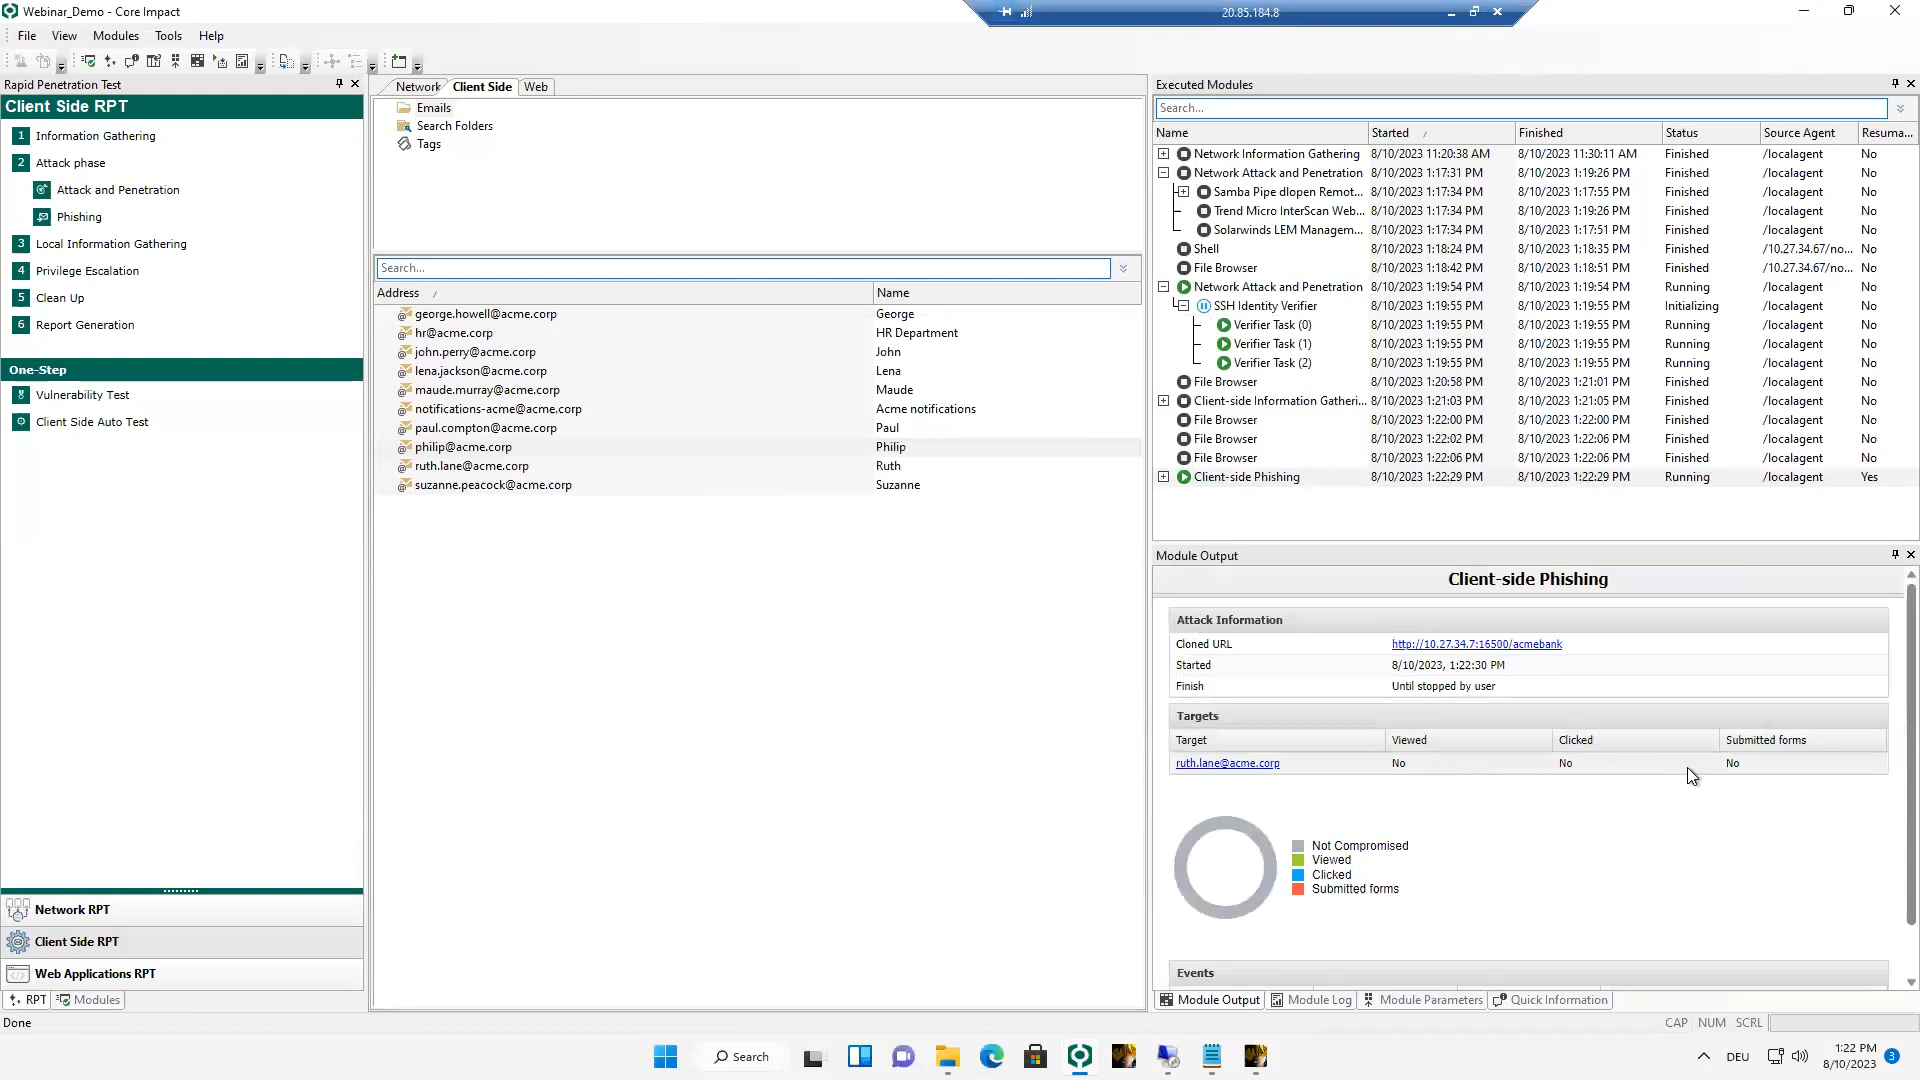 Webinar_Demo - Core Impact
20.85.184.8
File View Modules Tools Help
Rapid Penetration Test
Client Side RPT
1 Information Gathering
2 Attack phase
Attack and Penetration
Phishing
3 Local Information Gathering
4 Privilege Escalation
5 Clean Up
6 Report Generation
One-Step
Vulnerability Test
Client Side Auto Test
Network RPT
Client Side RPT
Web Applications RPT
RPT Modules
Done
Network Client Side Web
Emails
Search Folders
Tags
Search...
Address Name
george.howell@acme.corp George
hr@acme.corp HR Department
john.perry@acme.corp John
lena.jackson@acme.corp Lena
maude.murray@acme.corp Maude
notifications-acme@acme.corp Acme notifications
paul.compton@acme.corp Paul
philip@acme.corp Philip
ruth.lane@acme.corp Ruth
suzanne.peacock@acme.corp Suzanne
Executed Modules
Search...
Name Started Finished Status Source Agent Resuma...
Network Information Gathering 8/10/2023 11:20:38 AM 8/10/2023 11:30:11 AM Finished /localagent No
Network Attack and Penetration 8/10/2023 1:17:31 PM 8/10/2023 1:19:26 PM Finished /localagent No
Samba Pipe dlopen Remot... 8/10/2023 1:17:34 PM 8/10/2023 1:17:55 PM Finished /localagent No
Trend Micro InterScan Web... 8/10/2023 1:17:34 PM 8/10/2023 1:19:26 PM Finished /localagent No
Solarwinds LEM Managem... 8/10/2023 1:17:34 PM 8/10/2023 1:17:51 PM Finished /localagent No
Shell 8/10/2023 1:18:24 PM 8/10/2023 1:18:35 PM Finished /10.27.34.67/no... No
File Browser 8/10/2023 1:18:42 PM 8/10/2023 1:18:51 PM Finished /10.27.34.67/no... No
Network Attack and Penetration 8/10/2023 1:19:54 PM 8/10/2023 1:19:54 PM Running /localagent No
SSH Identity Verifier 8/10/2023 1:19:55 PM 8/10/2023 1:19:55 PM Initializing /localagent No
Verifier Task (0) 8/10/2023 1:19:55 PM 8/10/2023 1:19:55 PM Running /localagent No
Verifier Task (1) 8/10/2023 1:19:55 PM 8/10/2023 1:19:55 PM Running /localagent No
Verifier Task (2) 8/10/2023 1:19:55 PM 8/10/2023 1:19:55 PM Running /localagent No
File Browser 8/10/2023 1:20:58 PM 8/10/2023 1:21:01 PM Finished /localagent No
Client-side Information Gatheri... 8/10/2023 1:21:03 PM 8/10/2023 1:21:05 PM Finished /localagent No
File Browser 8/10/2023 1:22:00 PM 8/10/2023 1:22:00 PM Finished /localagent No
File Browser 8/10/2023 1:22:02 PM 8/10/2023 1:22:06 PM Finished /localagent No
File Browser 8/10/2023 1:22:06 PM 8/10/2023 1:22:06 PM Finished /localagent No
Client-side Phishing 8/10/2023 1:22:29 PM 8/10/2023 1:22:29 PM Running /localagent Yes
Module Output
Client-side Phishing
Attack Information
Cloned URL http://10.27.34.7:16500/acmebank
Started 8/10/2023, 1:22:30 PM
Finish Until stopped by user
Targets
Target Viewed Clicked Submitted forms
ruth.lane@acme.corp No No No
Not Compromised
Viewed
Clicked
Submitted forms
Events
Module Output Module Log Module Parameters Quick Information
CAP NUM SCRL
Search
DEU
1:22 PM
8/10/2023
3